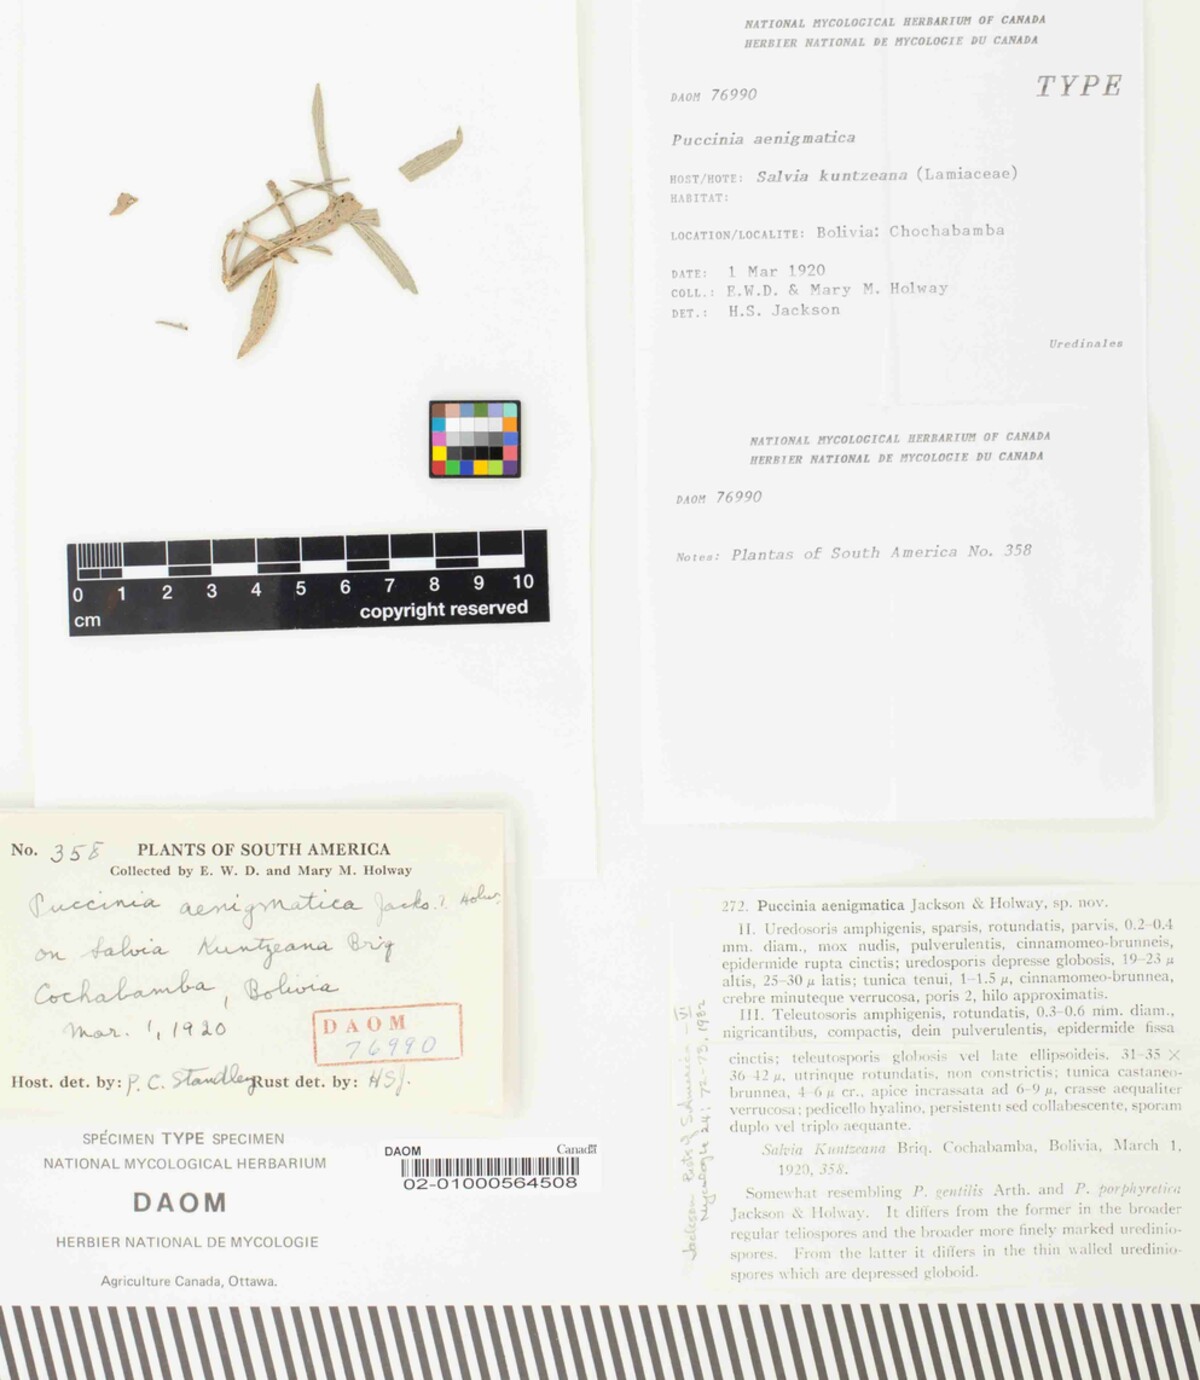 NATIONAL MYCOLOGICAL HERBARIUM OF CANADA
HERBIER NATIONAL DE MYCOLOGIE DU CANADA
DAOM 76990
TYPE
Puccinia aenigmatica
HOST/HOTE: Salvia kuntzeana (Lamiaceae)
HABITAT:
LOCATION/LOCALITE: Bolivia: Chochabamba
DATE: 1 Mar 1920
COLL.: E.W.D. & Mary M. Holway
DET.: H.S. Jackson
Uredinales
NATIONAL MYCOLOGICAL HERBARIUM OF CANADA
HERBIER NATIONAL DE MYCOLOGIE DU CANADA
DAOM 76990
Notes: Plantas of South America No. 358
0 1 2 3 4 5 6 7 8 9 10
cm
copyright reserved
No. 358 PLANTS OF SOUTH AMERICA
Collected by E. W. D. and Mary M. Holway
Puccinia aenigmatica Jacks. & Holw.
on Salvia Kuntzeana Briq
Cochabamba, Bolivia
Mar. 1, 1920
DAOM
76990
Host. det. by: P. C. Standley Rust det. by: HSJ.
SPÉCIMEN TYPE SPECIMEN
NATIONAL MYCOLOGICAL HERBARIUM
DAOM
HERBIER NATIONAL DE MYCOLOGIE
Agriculture Canada, Ottawa.
DAOM Canada
02-01000564508
272. Puccinia aenigmatica Jackson & Holway, sp. nov.
II. Uredosoris amphigenis, sparsis, rotundatis, parvis, 0.2-0.4
mm. diam., mox nudis, pulverulentis, cinnamomeo-brunneis,
epidermide rupta cinctis; uredosporis depresse globosis, 19-23 μ
altis, 25-30 μ latis; tunica tenui, 1-1.5 μ, cinnamomeo-brunnea,
crebre minuteque verrucosa, poris 2, hilo approximatis.
III. Teleutosoris amphigenis, rotundatis, 0.3-0.6 mm. diam.,
nigricantibus, compactis, dein pulverulentis, epidermide fissa
cinctis; teleutosporis globosis vel late ellipsoideis, 31-35 ×
36-42 μ, utrinque rotundatis, non constrictis; tunica castaneo-
brunnea, 4-6 μ cr., apice incrassata ad 6-9 μ, crasse aequaliter
verrucosa; pedicello hyalino, persistenti sed collabescente, sporam
duplo vel triplo aequante.
Salvia Kuntzeana Briq. Cochabamba, Bolivia, March 1,
1920, 358.
Somewhat resembling P. gentilis Arth. and P. porphyretica
Jackson & Holway. It differs from the former in the broader
regular teliospores and the broader more finely marked uredinio-
spores. From the latter it differs in the thin walled uredinio-
spores which are depressed globoid.
Jackson Rusts of S. America - VI
Mycologia 24: 72-73, 1932